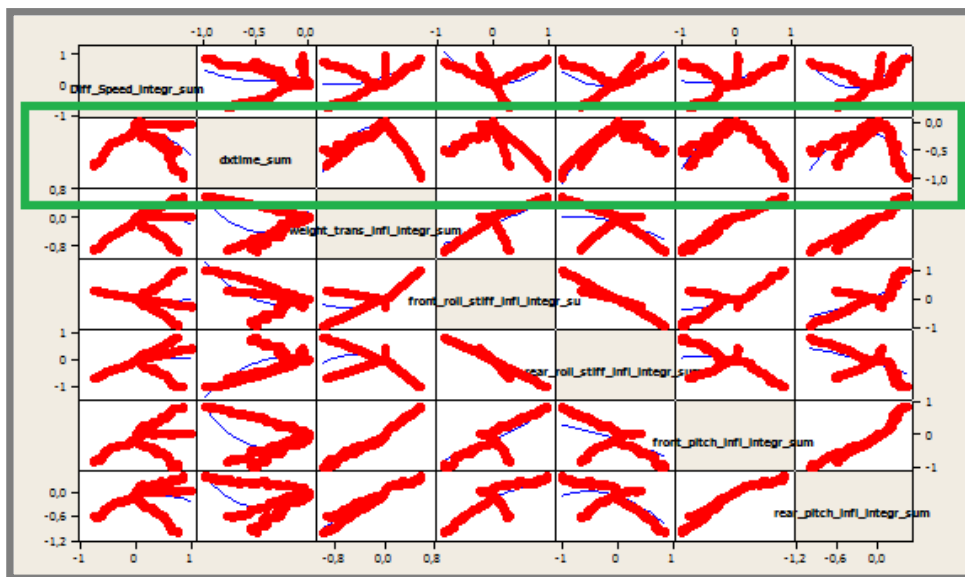 -1,0 -0,5 0,0 -1 0 1 -1 0 1
1
0
Diff_Speed_integr_sum
-1
dxtime_sum
0,0
-0,5
-1,0
0,8
0,0
-0,8
weight_trans_infl_integr_sum
front_roll_stiff_infl_integr_su
1
0
-1
1
0
-1
rear_roll_stiff_infl_integr_sum
front_pitch_infl_integr_sum
1
0
-1
0,0
-0,6
-1,2
rear_pitch_infl_integr_sum
-1 0 1 -0,8 0,0 0,8 -1 0 1 -1,2 -0,6 0,0